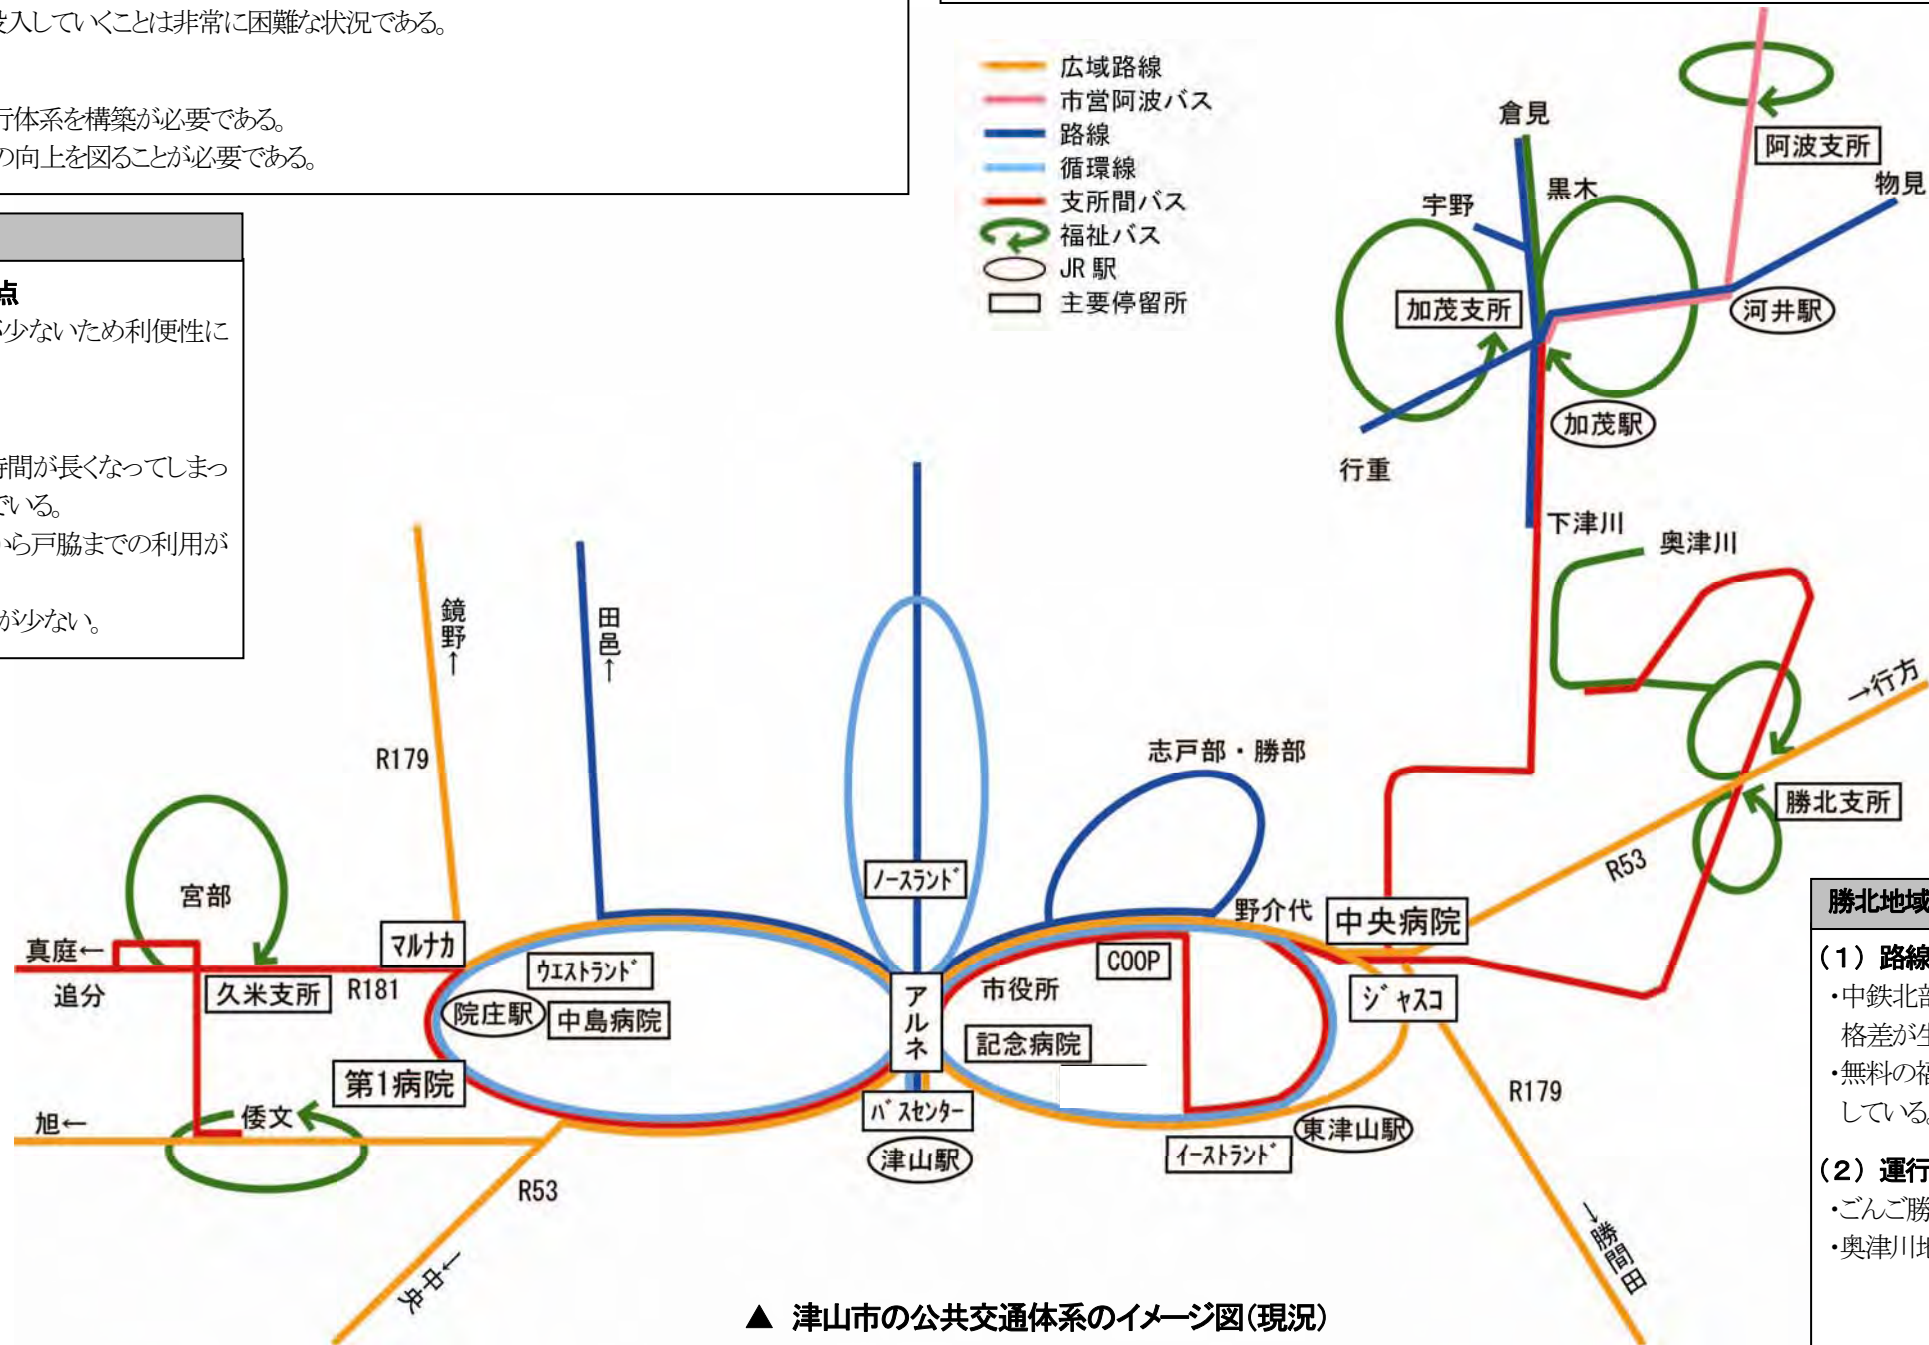 投入していくことは非常に困難な状況である。
行体系を構築が必要である。
の向上を図ることが必要である。
点
が少ないため利便性に
時間が長くなってしまっ
でいる。
から戸脇までの利用が
が少ない。
広域路線
市営阿波バス
路線
循環線
支所間バス
福祉バス
JR駅
主要停留所
倉見
黒木
宇野
阿波支所
物見
加茂支所
河井駅
加茂駅
行重
下津川
奥津川
鏡野→
田邑→
R179
→行方
志戸部・勝部
勝北支所
R53
宮部
ノースランド
野介代
中央病院
真庭←
マルナカ
ウエストランド
COOP
追分
久米支所
R181
院庄駅
中島病院
アルネ
市役所
ジャスコ
記念病院
第1病院
倭文
旭←
バスセンター
津山駅
イーストランド
東津山駅
R179
R53
→中央
→勝間田
▲ 津山市の公共交通体系のイメージ図(現況)
勝北地域
(1)路線
・中鉄北部
格差が生
・無料の福
している。
(2)運行
・ごんご勝
・奥津川地